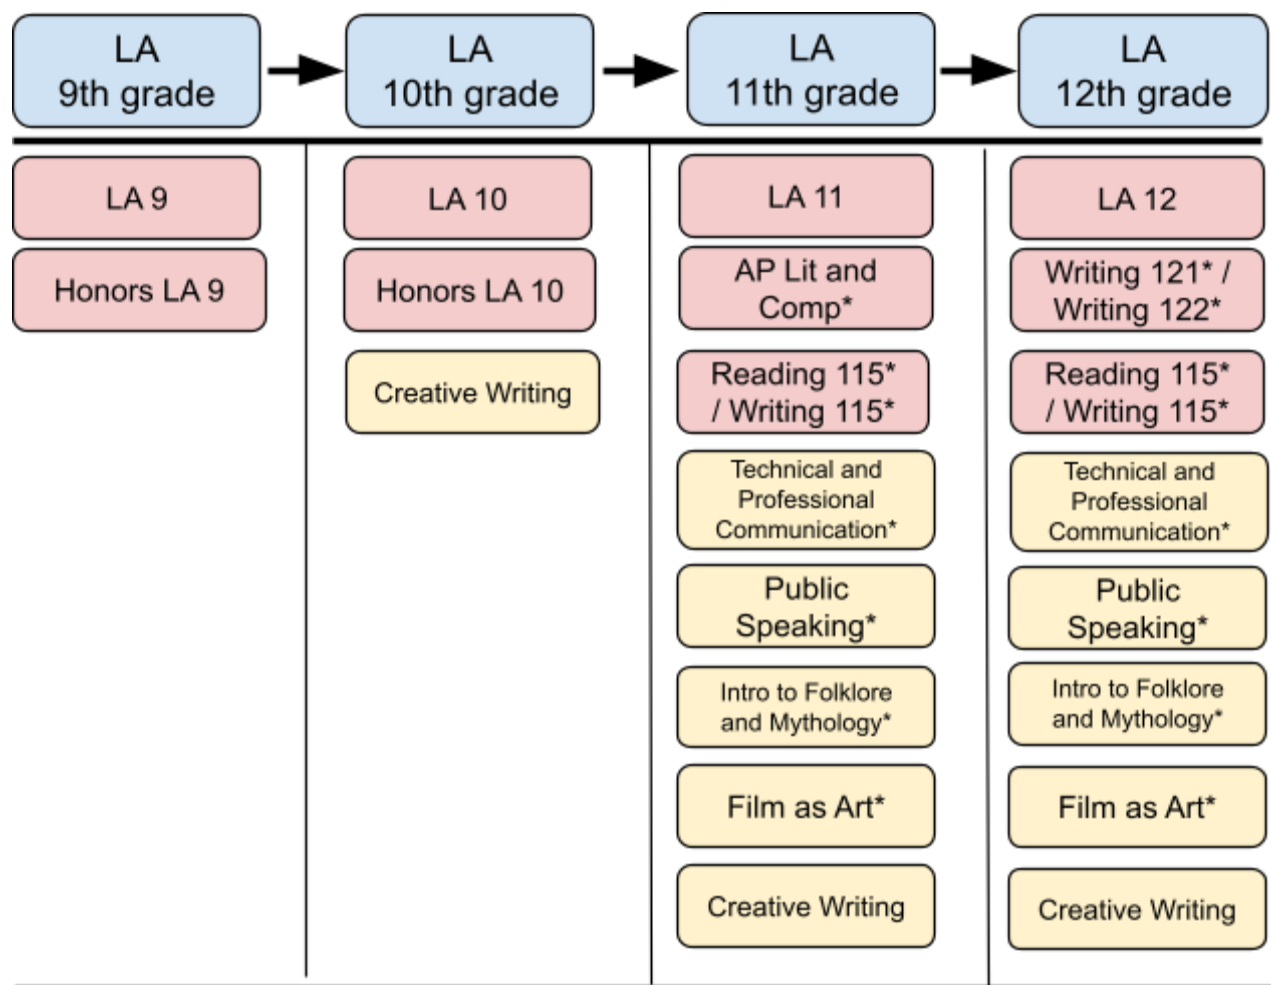 LA
9th grade
LA
10th grade
LA
11th grade
LA
12th grade
LA 9
Honors LA 9
LA 10
Honors LA 10
Creative Writing
LA 11
AP Lit and
Comp*
Reading 115*
/ Writing 115*
Technical and
Professional
Communication*
Public
Speaking*
Intro to Folklore
and Mythology*
Film as Art*
Creative Writing
LA 12
Writing 121* /
Writing 122*
Reading 115*
/ Writing 115*
Technical and
Professional
Communication*
Public
Speaking*
Intro to Folklore
and Mythology*
Film as Art*
Creative Writing